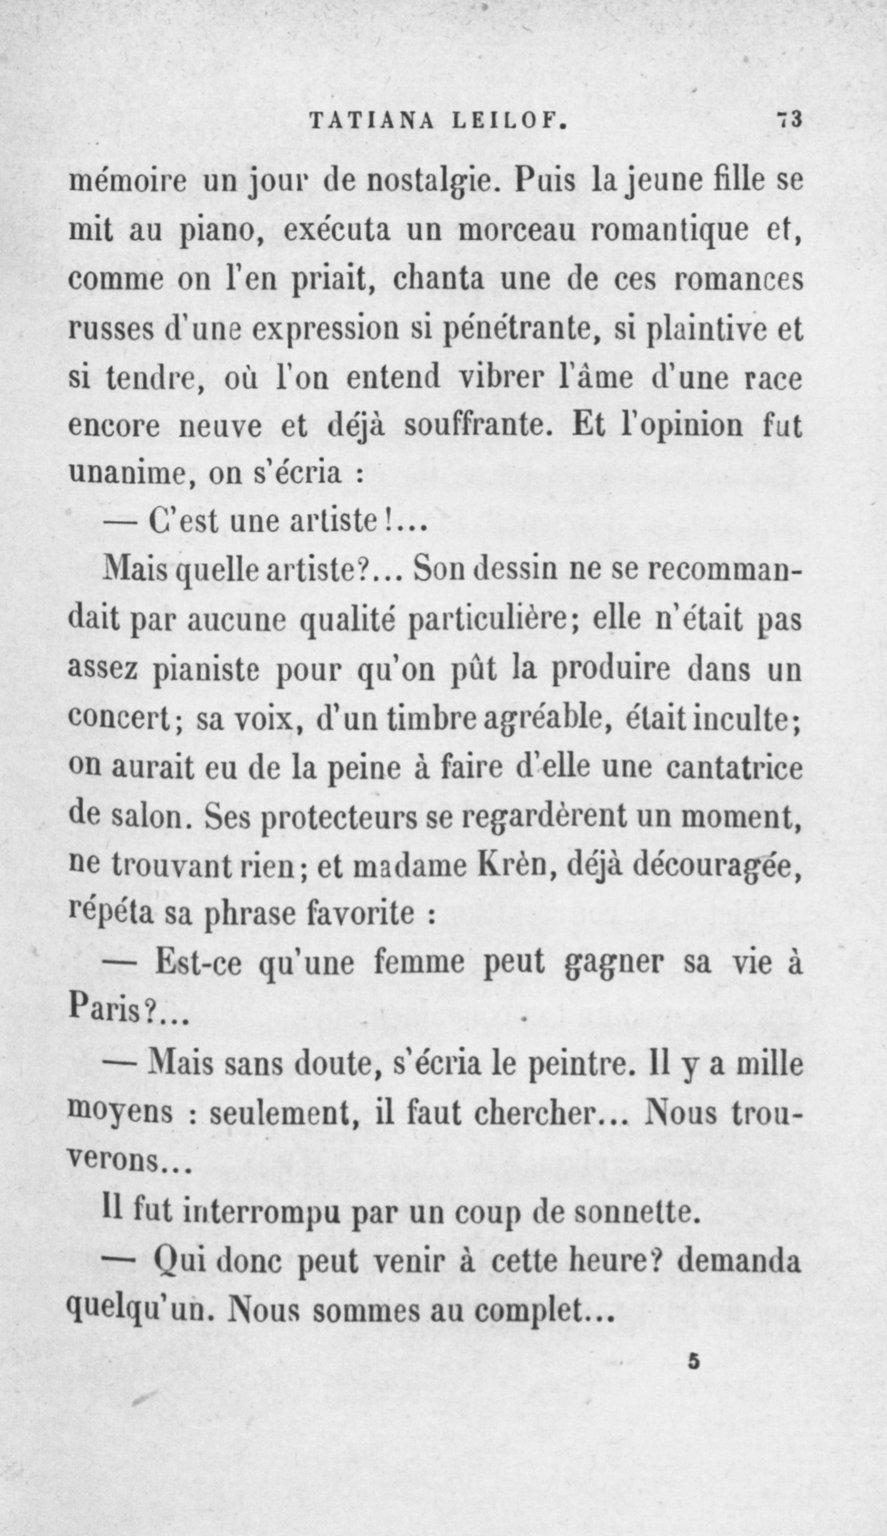 TATIANA LEILOF. 73
mémoire un jour de nostalgie. Puis la jeune fille se
mit au piano, exécuta un morceau romantique et,
comme on l'en priait, chanta une de ces romances
russes d'une expression si pénétrante, si plaintive et
si tendre, où l'on entend vibrer l'âme d'une race
encore neuve et déjà souffrante. Et l'opinion fut
unanime, on s'écria :
— C'est une artiste !...
Mais quelle artiste?... Son dessin ne se recomman-
dait par aucune qualité particulière; elle n'était pas
assez pianiste pour qu'on pût la produire dans un
concert; sa voix, d'un timbre agréable, était inculte;
on aurait eu de la peine à faire d'elle une cantatrice
de salon. Ses protecteurs se regardèrent un moment,
ne trouvant rien; et madame Krèn, déjà découragée,
répéta sa phrase favorite :
— Est-ce qu'une femme peut gagner sa vie à
Paris?...
— Mais sans doute, s'écria le peintre. Il y a mille
moyens : seulement, il faut chercher... Nous trou-
verons...
Il fut interrompu par un coup de sonnette.
— Qui donc peut venir à cette heure? demanda
quelqu'un. Nous sommes au complet...
5